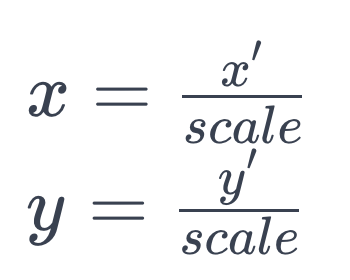 x = x′/scale
y = y′/scale